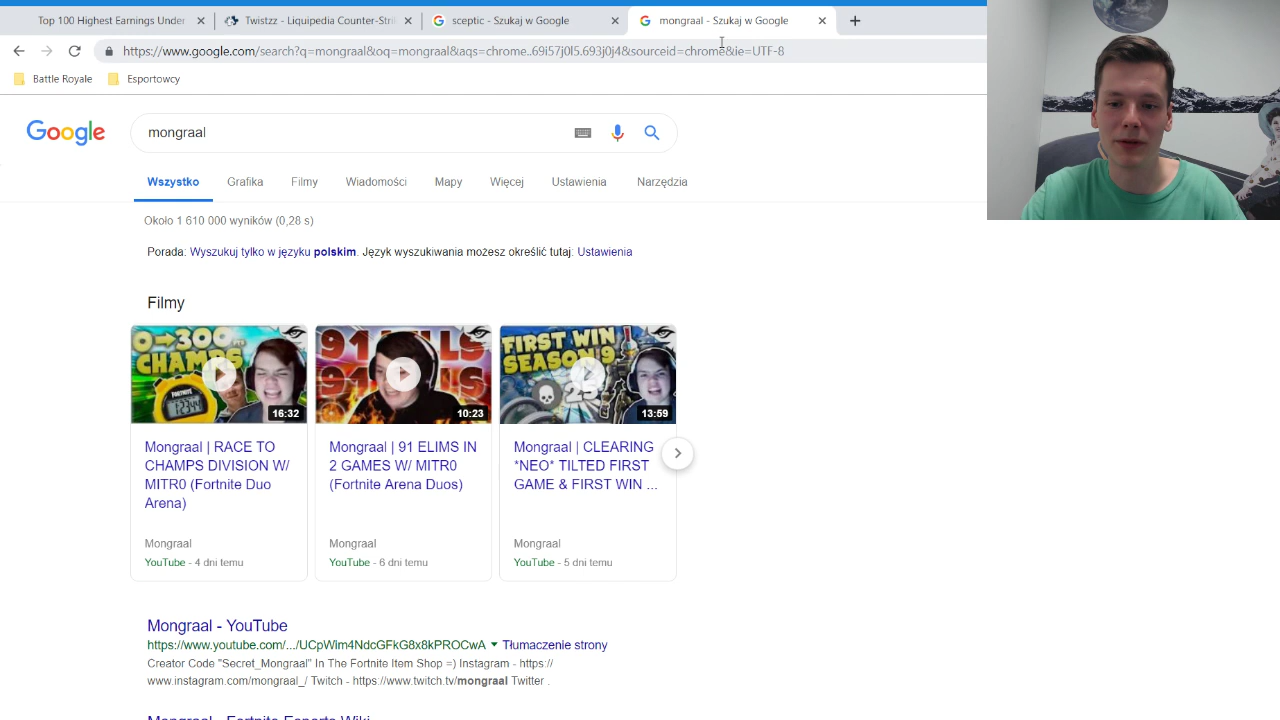 Top 100 Highest Earnings Under
Twistzz - Liquipedia Counter-Stri
sceptic - Szukaj w Google
mongraal - Szukaj w Google
https://www.google.com/search?q=mongraal&oq=mongraal&aqs=chrome..69i57j0l5.693j0j4&sourceid=chrome&ie=UTF-8
Battle Royale
Esportowcy
Google
mongraal
Wszystko
Grafika
Filmy
Wiadomości
Mapy
Więcej
Ustawienia
Narzędzia
Około 1 610 000 wyników (0,28 s)
Porada: Wyszukuj tylko w języku polskim. Język wyszukiwania możesz określić tutaj: Ustawienia
Filmy
0→300
CHAMPS
16:32
Mongraal | RACE TO
CHAMPS DIVISION W/
MITR0 (Fortnite Duo
Arena)
Mongraal
YouTube - 4 dni temu
10:23
Mongraal | 91 ELIMS IN
2 GAMES W/ MITR0
(Fortnite Arena Duos)
Mongraal
YouTube - 6 dni temu
FIRST WIN
SEASON 9
25
13:59
Mongraal | CLEARING
*NEO* TILTED FIRST
GAME & FIRST WIN ...
Mongraal
YouTube - 5 dni temu
Mongraal - YouTube
https://www.youtube.com/.../UCpWim4NdcGFkG8x8kPROCwA Tłumaczenie strony
Creator Code "Secret_Mongraal" In The Fortnite Item Shop =) Instagram - https://
www.instagram.com/mongraal_/ Twitch - https://www.twitch.tv/mongraal Twitter .
Mongraal - Fortnite Esports Wiki